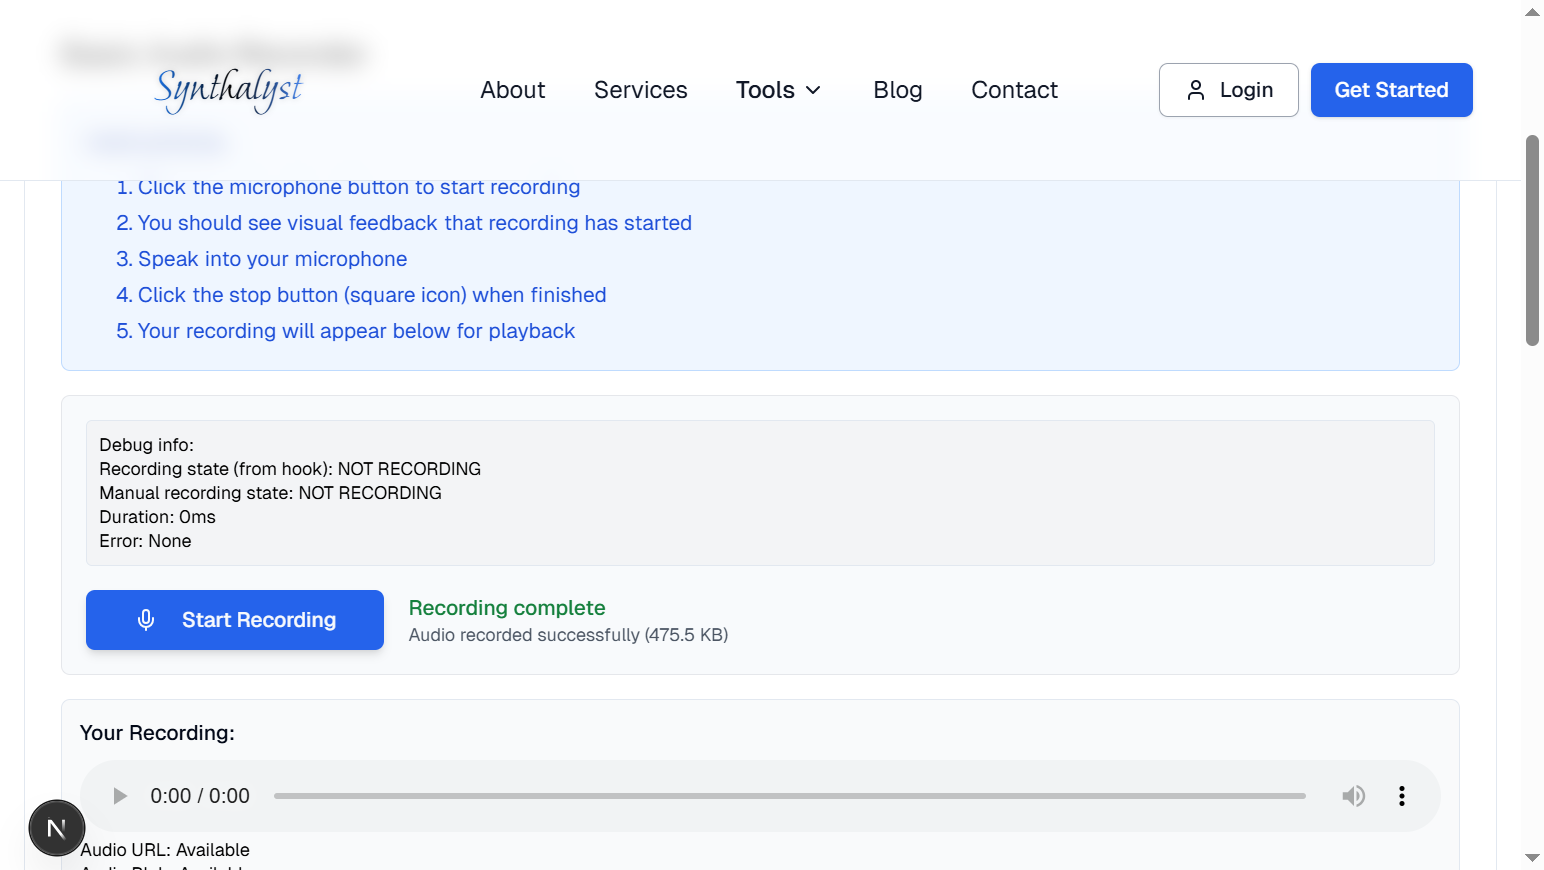 Synthalyst
About
Services
Tools
Blog
Contact
Login
Get Started
1. Click the microphone button to start recording
2. You should see visual feedback that recording has started
3. Speak into your microphone
4. Click the stop button (square icon) when finished
5. Your recording will appear below for playback
Debug info:
Recording state (from hook): NOT RECORDING
Manual recording state: NOT RECORDING
Duration: 0ms
Error: None
Start Recording
Recording complete
Audio recorded successfully (475.5 KB)
Your Recording:
0:00 / 0:00
N
Audio URL: Available